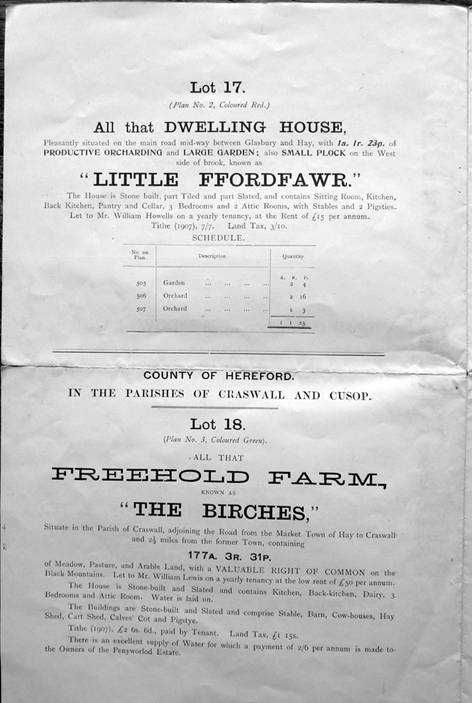 Lot 17.
(Plan No. 2, Coloured Red.)
All that DWELLING HOUSE,
Pleasantly situated on the main road mid-way between Glasbury and Hay, with 1a. 1r. 23p. of
PRODUCTIVE ORCHARDING and LARGE GARDEN; also SMALL PLOCK on the West
side of brook, known as
"LITTLE FFORDFAWR."
The House is Stone built, part Tiled and part Slated, and contains Sitting Room, Kitchen,
Back Kitchen, Pantry and Cellar, 3 Bedrooms and 2 Attic Rooms, with Stables and 2 Pigsties.
Let to Mr. William Howells on a yearly tenancy, at the Rent of £15 per annum.
Tithe (1907), 7/7. Land Tax, 3/10.
SCHEDULE.
No. on Plan. Description Quantity
A. R. P.
505 Garden ... ... ... ... 2 4
506 Orchard ... ... ... ... 2 16
507 Orchard ... ... ... ... 1 3
1 1 23
COUNTY OF HEREFORD.
IN THE PARISHES OF CRASWALL AND CUSOP.
Lot 18.
(Plan No. 3, Coloured Green).
ALL THAT
FREEHOLD FARM,
KNOWN AS
"THE BIRCHES,"
Situate in the Parish of Craswall, adjoining the Road from the Market Town of Hay to Craswall
and 2½ miles from the former Town, containing
177A. 3R. 31P.
of Meadow, Pasture, and Arable Land, with a VALUABLE RIGHT OF COMMON on the
Black Mountains. Let to Mr. William Lewis on a yearly tenancy at the low rent of £50 per annum.
The House is Stone-built and Slated and contains Kitchen, Back-kitchen, Dairy, 3
Bedrooms and Attic Room. Water is laid on.
The Buildings are Stone-built and Slated and comprise Stable, Barn, Cow-houses, Hay
Shed, Cart Shed, Calves' Cot and Pigstye.
Tithe (1907), £2 6s. 6d., paid by Tenant. Land Tax, £1 15s.
There is an excellent supply of Water for which a payment of 2/6 per annum is made to
the Owners of the Penyworlod Estate.